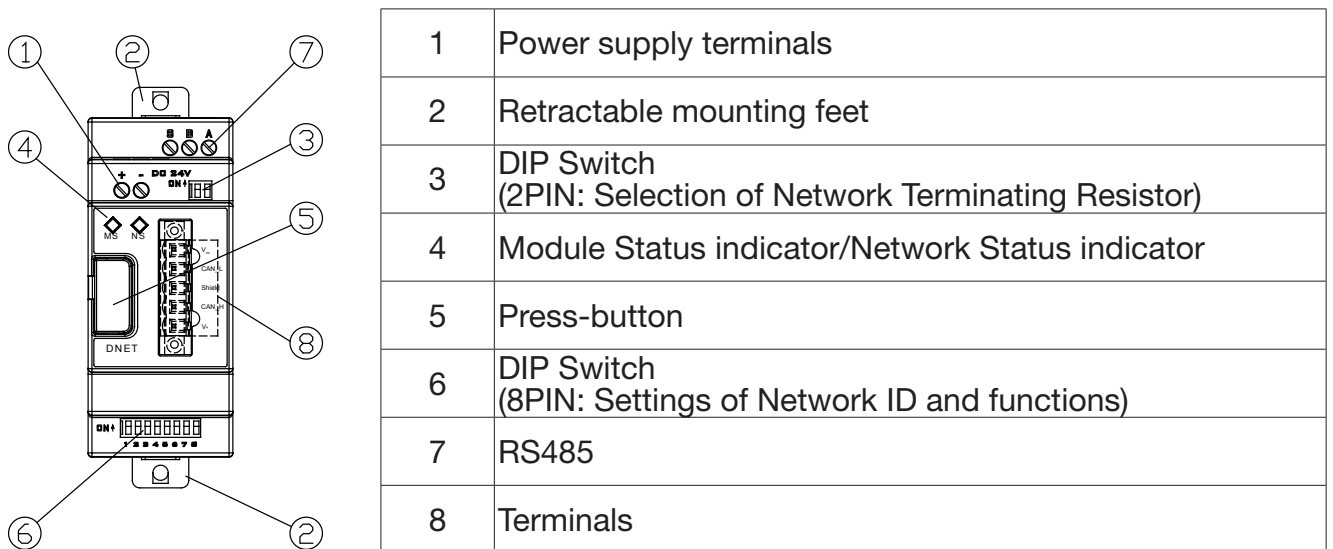 1 2 7
S B A
4 3
+ - DC 24V
ON
MS NS
5
V-
CAN_L
Shield
CAN_H
V+
8
DNET
ON
1 2 3 4 5 6 7 8
6 2
1 Power supply terminals
2 Retractable mounting feet
3 DIP Switch
(2PIN: Selection of Network Terminating Resistor)
4 Module Status indicator/Network Status indicator
5 Press-button
6 DIP Switch
(8PIN: Settings of Network ID and functions)
7 RS485
8 Terminals